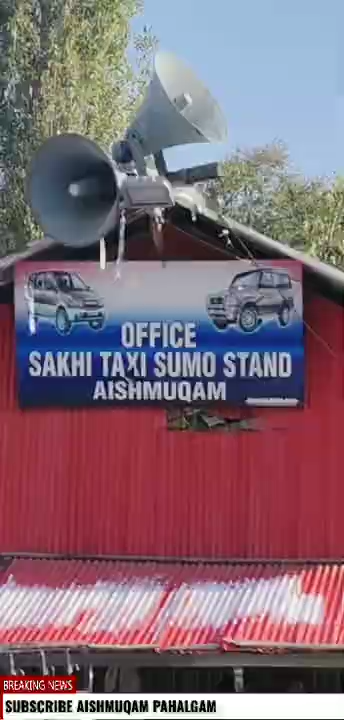 OFFICE
SAKHI TAXI SUMO STAND
AISHMUQAM
BREAKING NEWS
SUBSCRIBE AISHMUQAM PAHALGAM